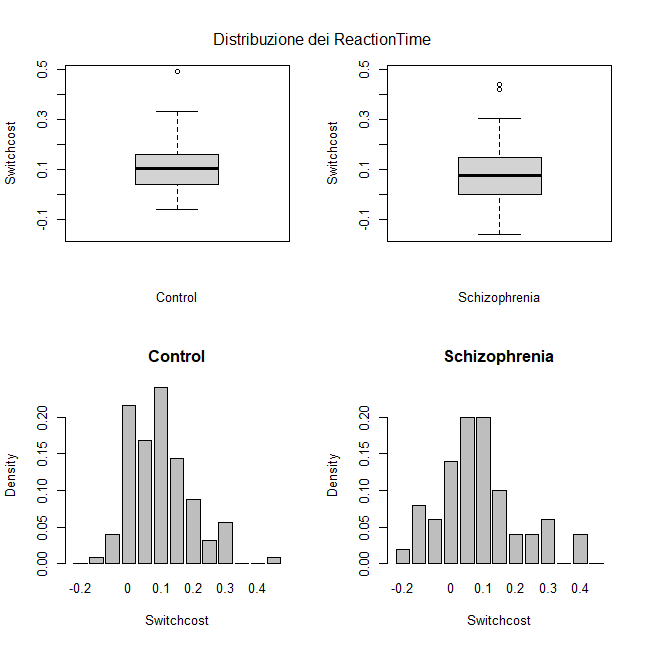 Distribuzione dei ReactionTime
Switchcost
0.5
0.3
0.1
-0.1
Control
Switchcost
0.5
0.3
0.1
-0.1
Schizophrenia
Control
Density
0.20
0.15
0.10
0.05
0.00
-0.2 0 0.1 0.2 0.3 0.4
Switchcost
Schizophrenia
Density
0.20
0.15
0.10
0.05
0.00
-0.2 0 0.1 0.2 0.3 0.4
Switchcost